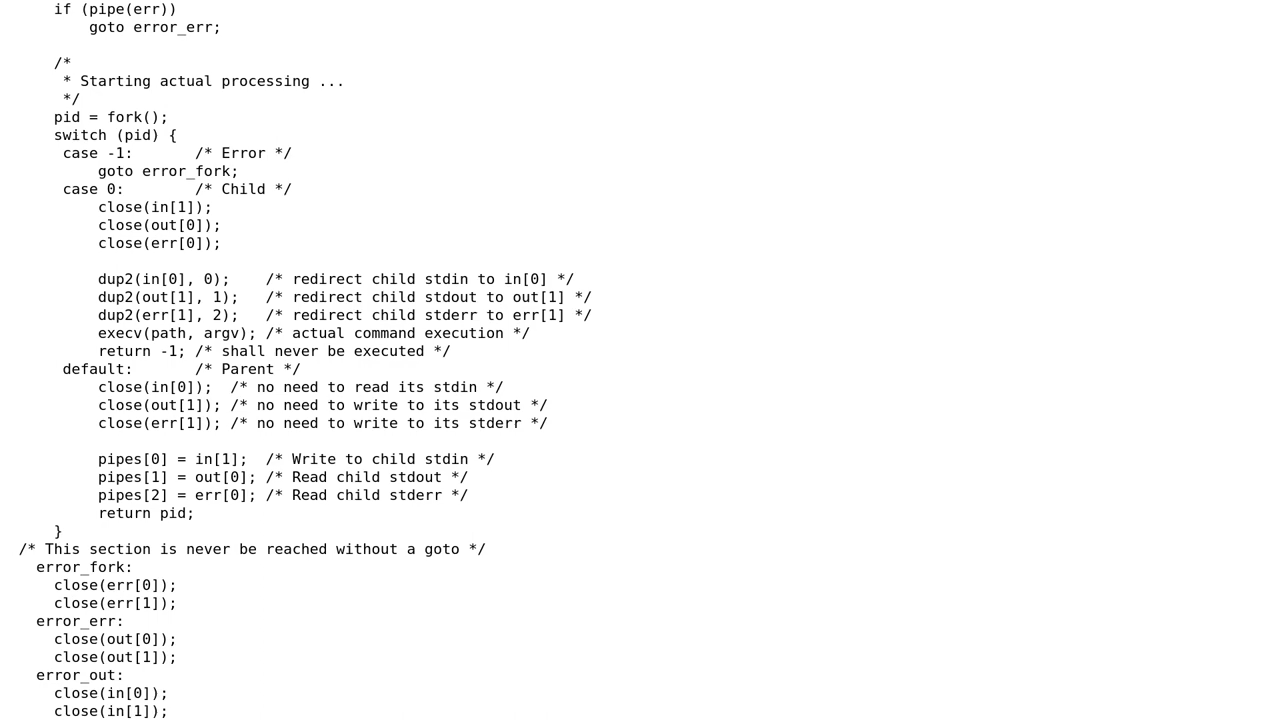 if (pipe(err))
goto error_err;
/*
* Starting actual processing ...
*/
pid = fork();
switch (pid) {
case -1:       /* Error */
goto error_fork;
case 0:        /* Child */
close(in[1]);
close(out[0]);
close(err[0]);
dup2(in[0], 0);    /* redirect child stdin to in[0] */
dup2(out[1], 1);   /* redirect child stdout to out[1] */
dup2(err[1], 2);   /* redirect child stderr to err[1] */
execv(path, argv); /* actual command execution */
return -1; /* shall never be executed */
default:       /* Parent */
close(in[0]);  /* no need to read its stdin */
close(out[1]); /* no need to write to its stdout */
close(err[1]); /* no need to write to its stderr */
pipes[0] = in[1];  /* Write to child stdin */
pipes[1] = out[0]; /* Read child stdout */
pipes[2] = err[0]; /* Read child stderr */
return pid;
}
/* This section is never be reached without a goto */
error_fork:
close(err[0]);
close(err[1]);
error_err:
close(out[0]);
close(out[1]);
error_out:
close(in[0]);
close(in[1]);